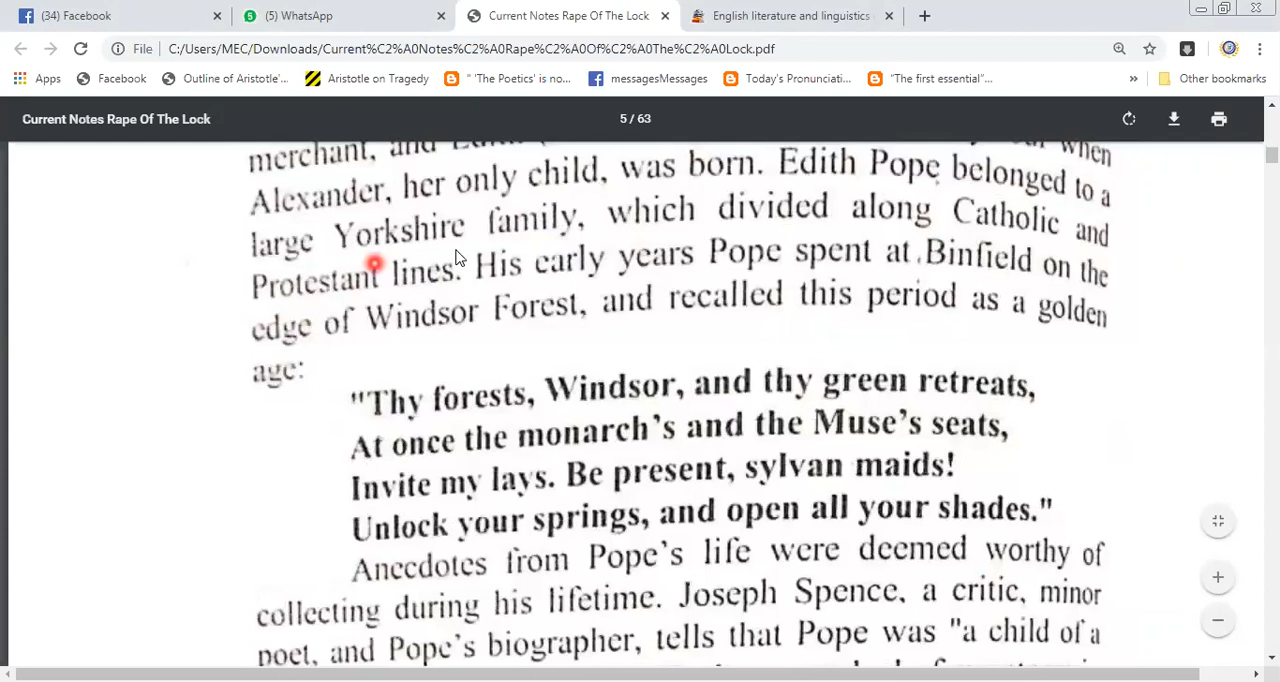 (34) Facebook
(5) WhatsApp
Current Notes Rape Of The Lock
English literature and linguistics
File
C:/Users/MEC/Downloads/Current%C2%A0Notes%C2%A0Rape%C2%A0Of%C2%A0The%C2%A0Lock.pdf
Apps
Facebook
Outline of Aristotle'...
Aristotle on Tragedy
" 'The Poetics' is no...
messagesMessages
Today's Pronunciati...
"The first essential"...
»
Other bookmarks
Current Notes Rape Of The Lock
5 / 63
merchant, and when
Alexander, her only child, was born. Edith Pope belonged to a
large Yorkshire family, which divided along Catholic and
Protestant lines. His early years Pope spent at Binfield on the
edge of Windsor Forest, and recalled this period as a golden
age:
"Thy forests, Windsor, and thy green retreats,
At once the monarch's and the Muse's seats,
Invite my lays. Be present, sylvan maids!
Unlock your springs, and open all your shades."
Anecdotes from Pope's life were deemed worthy of
collecting during his lifetime. Joseph Spence, a critic, minor
poet, and Pope's biographer, tells that Pope was "a child of a